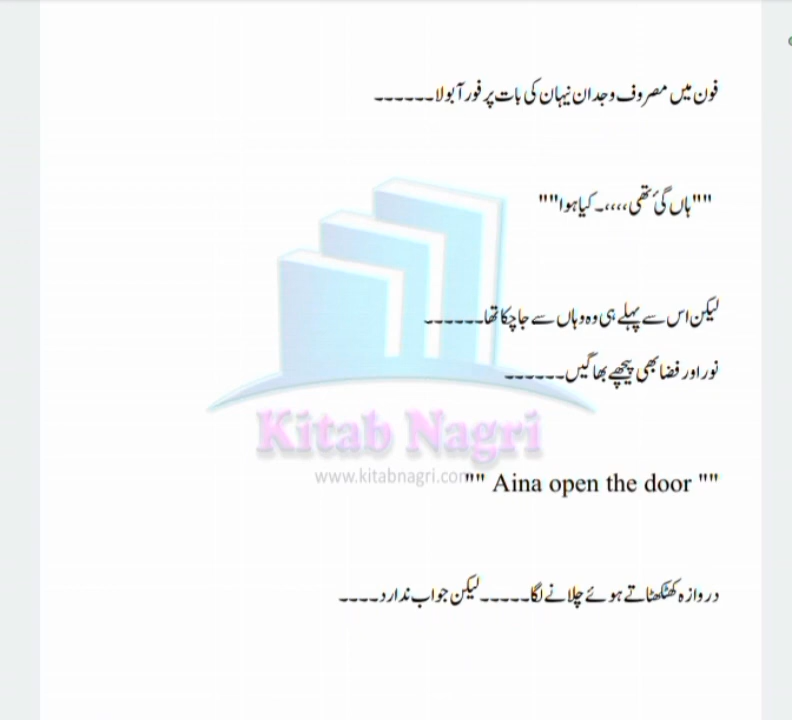 فون میں مصروف وجدان نیہان کی بات پر فور آ بولا۔۔۔۔۔۔
""ہاں گئی تھی،،،،۔ کیا ہوا""
لیکن اس سے پہلے ہی وہ وہاں سے جا چکا تھا۔۔۔۔۔۔
نور اور فضا بھی پیچھے بھاگیں۔۔۔۔۔۔
Kitab Nagri
www.kitabnagri.com
"" Aina open the door ""
دروازہ کھٹکھٹاتے ہوئے چلانے لگا۔۔۔۔۔لیکن جواب ندارد۔۔۔۔